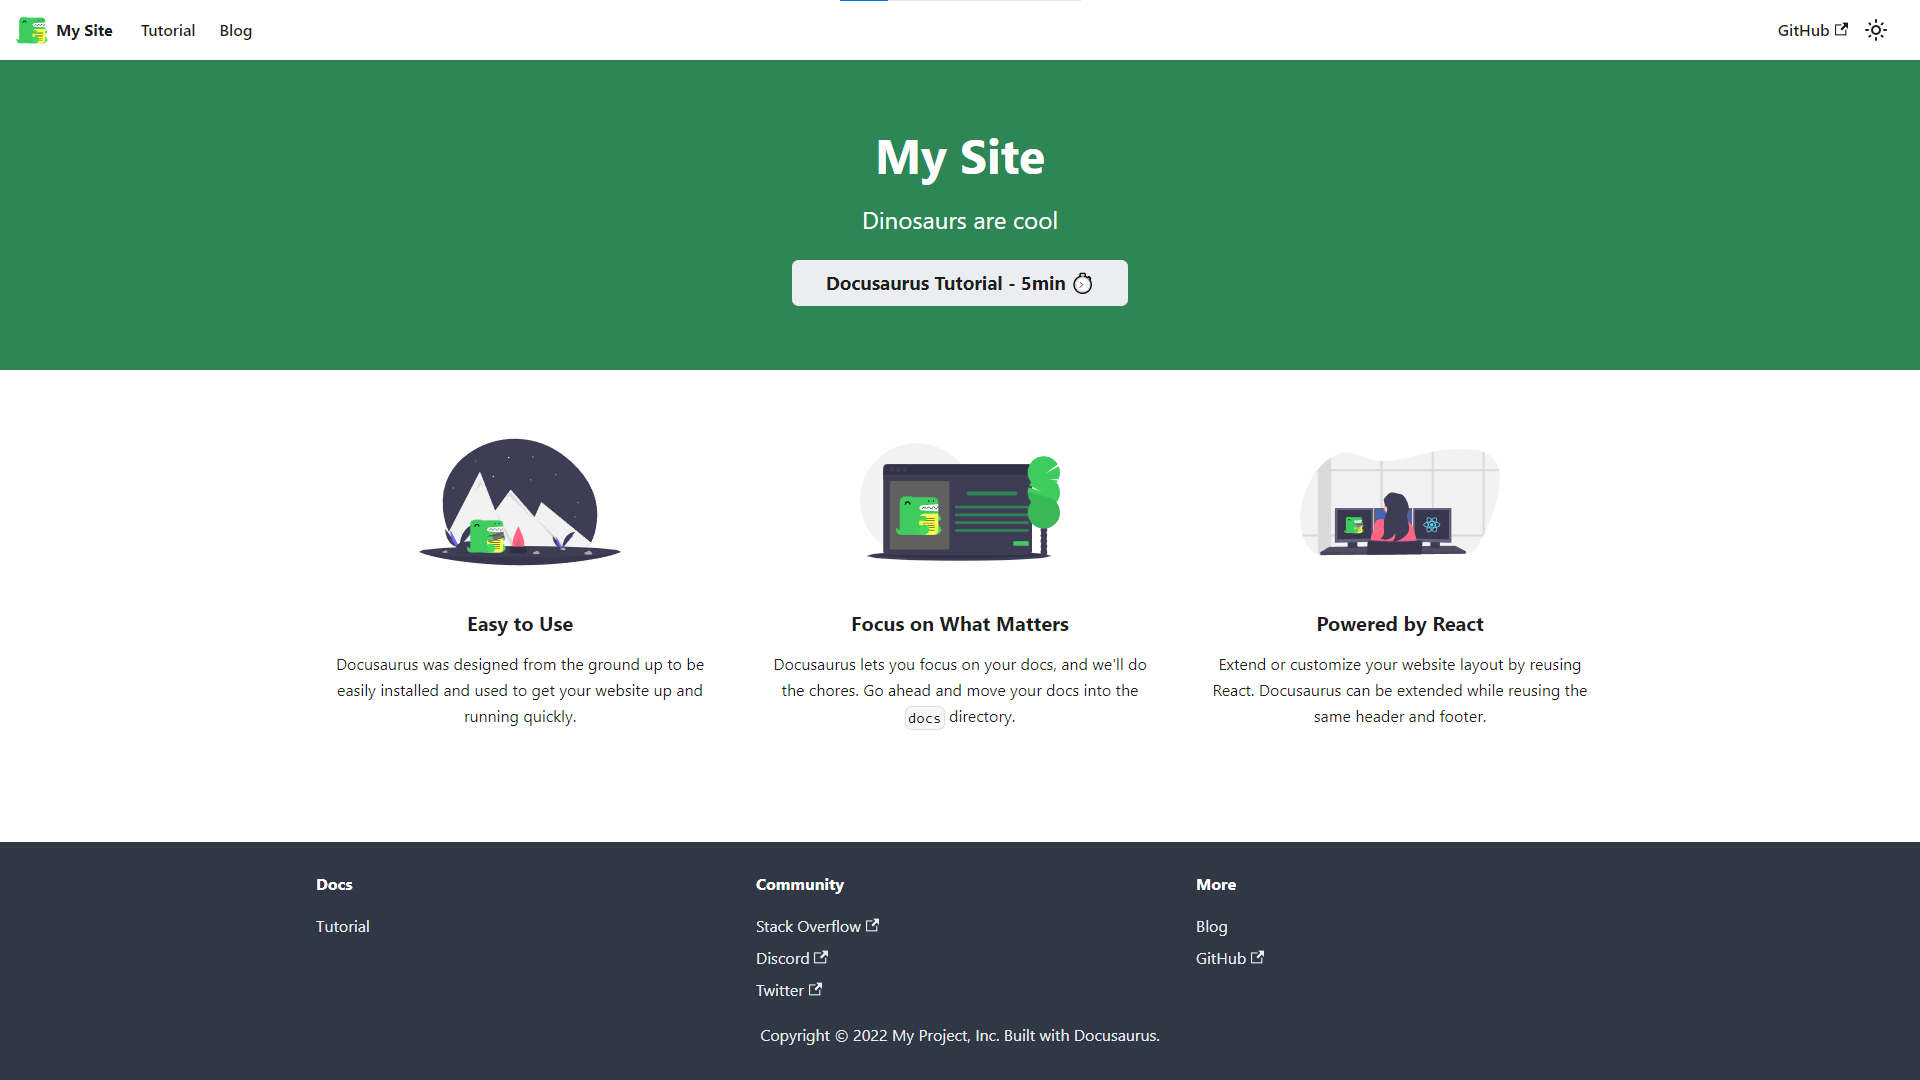 My Site Tutorial Blog GitHub
My Site
Dinosaurs are cool
Docusaurus Tutorial - 5min ⏱️
Easy to Use
Docusaurus was designed from the ground up to be
easily installed and used to get your website up and
running quickly.
Focus on What Matters
Docusaurus lets you focus on your docs, and we'll do
the chores. Go ahead and move your docs into the
docs directory.
Powered by React
Extend or customize your website layout by reusing
React. Docusaurus can be extended while reusing the
same header and footer.
Docs
Tutorial
Community
Stack Overflow
Discord
Twitter
More
Blog
GitHub
Copyright © 2022 My Project, Inc. Built with Docusaurus.